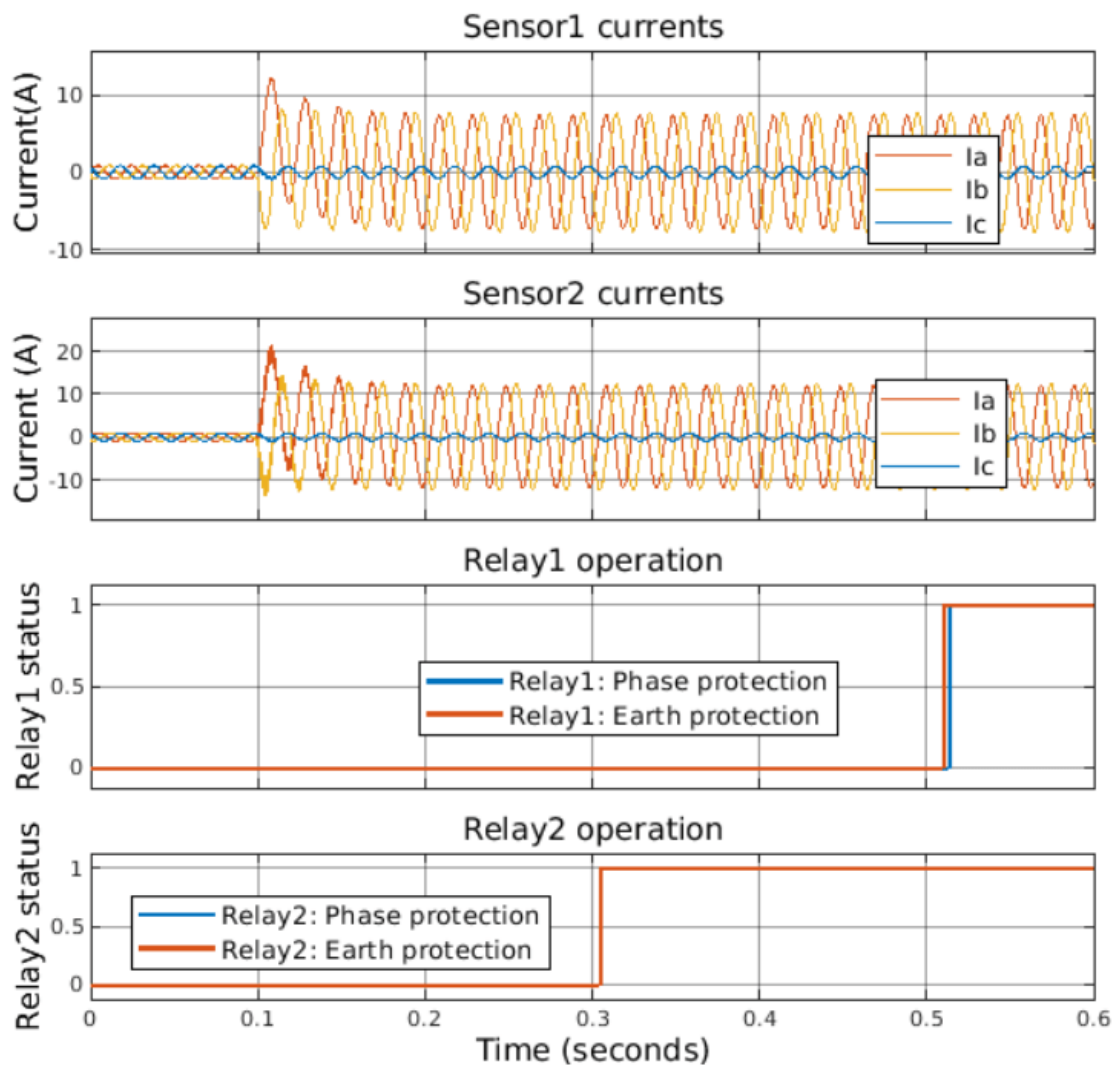 Sensor1 currents
Current(A)
10
0
-10
Ia
Ib
Ic
Sensor2 currents
Current (A)
20
10
0
-10
Ia
Ib
Ic
Relay1 operation
Relay1 status
1
0.5
0
Relay1: Phase protection
Relay1: Earth protection
Relay2 operation
Relay2 status
1
0.5
0
Relay2: Phase protection
Relay2: Earth protection
0 0.1 0.2 0.3 0.4 0.5 0.6
Time (seconds)